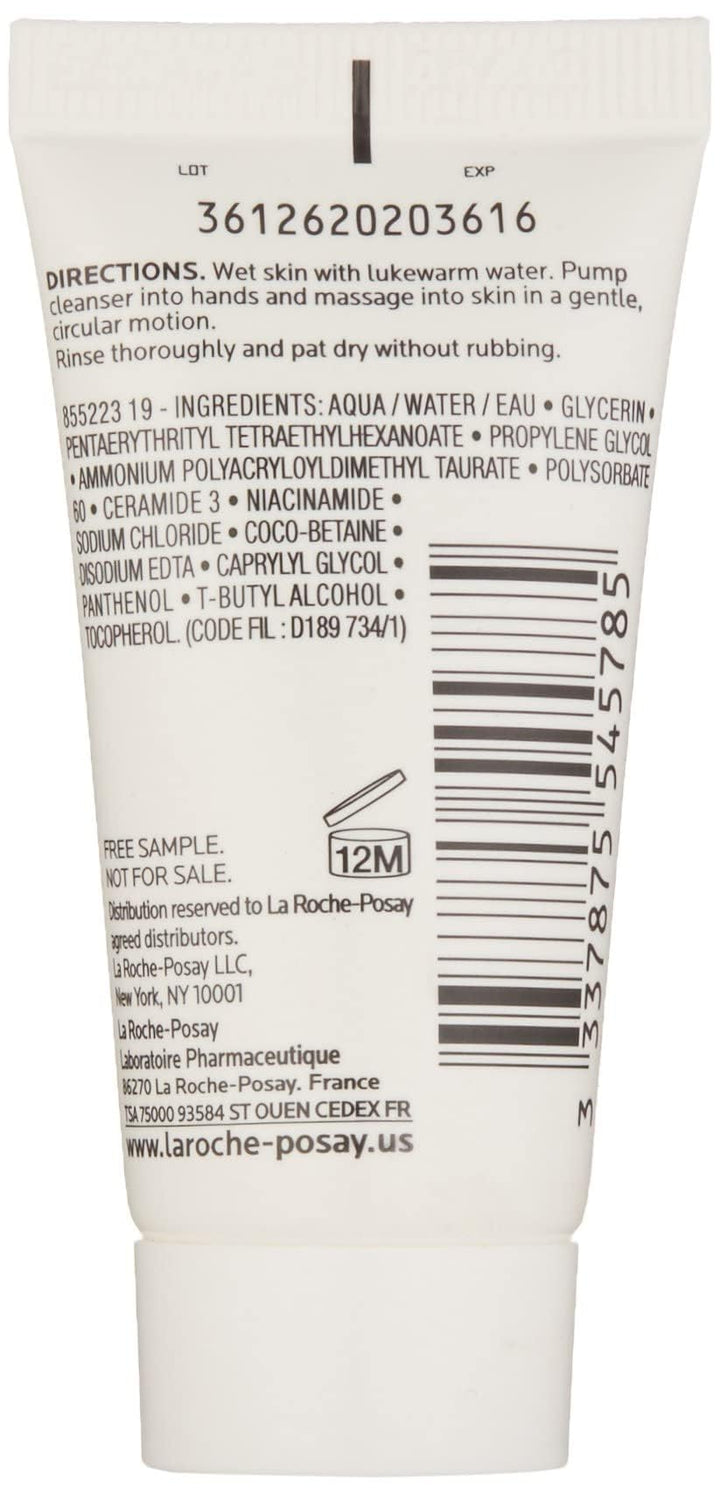 LOT EXP
3612620203616
DIRECTIONS. Wet skin with lukewarm water. Pump
cleanser into hands and massage into skin in a gentle,
circular motion.
Rinse thoroughly and pat dry without rubbing.
855223 19 - INGREDIENTS: AQUA / WATER / EAU • GLYCERIN •
PENTAERYTHRITYL TETRAETHYLHEXANOATE • PROPYLENE GLYCOL
• AMMONIUM POLYACRYLOYLDIMETHYL TAURATE • POLYSORBATE
60 • CERAMIDE 3 • NIACINAMIDE •
SODIUM CHLORIDE • COCO-BETAINE •
DISODIUM EDTA • CAPRYLYL GLYCOL •
PANTHENOL • T-BUTYL ALCOHOL •
TOCOPHEROL. (CODE FIL : D189 734/1)
FREE SAMPLE.
NOT FOR SALE.
12M
Distribution reserved to La Roche-Posay
agreed distributors.
La Roche-Posay LLC,
New York, NY 10001
La Roche-Posay
Laboratoire Pharmaceutique
86270 La Roche-Posay. France
TSA 75000 93584 ST OUEN CEDEX FR
www.laroche-posay.us
3 337875 545785